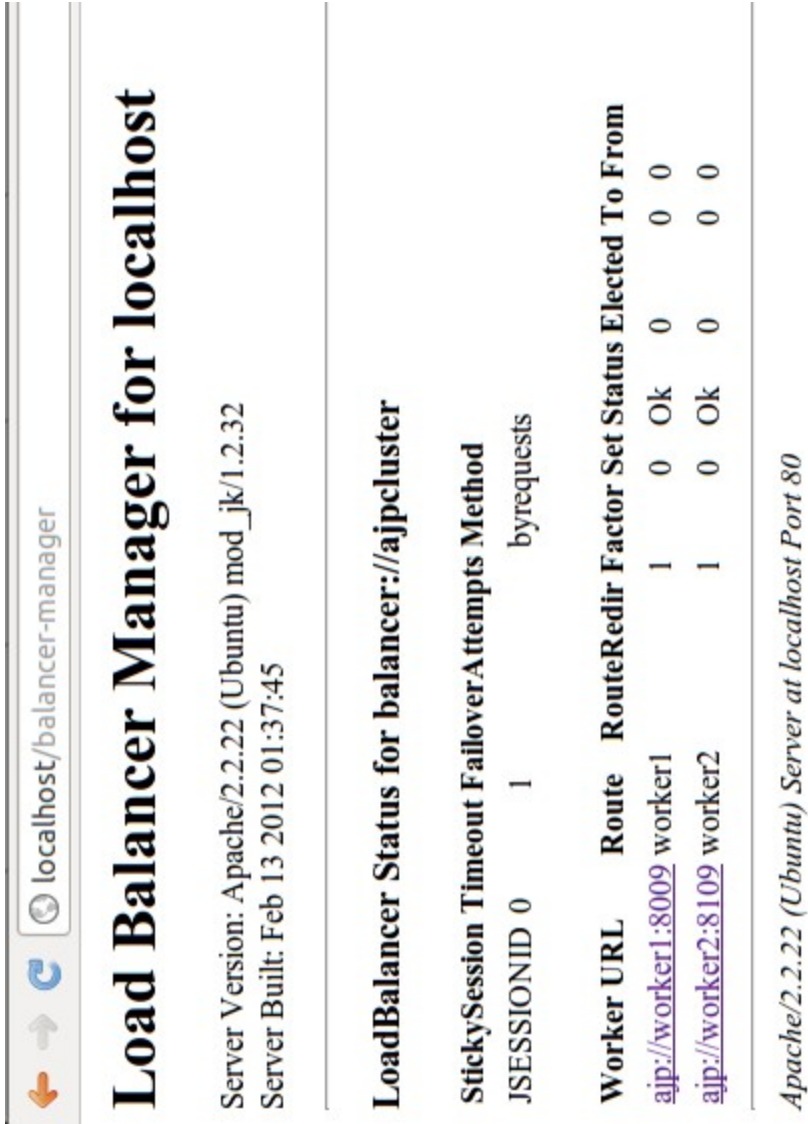 localhost/balancer-manager
Load Balancer Manager for localhost
Server Version: Apache/2.2.22 (Ubuntu) mod_jk/1.2.32
Server Built: Feb 13 2012 01:37:45
LoadBalancer Status for balancer://ajpcluster
StickySession Timeout FailoverAttempts Method
JSESSIONID 0 1 byrequests
Worker URL Route RouteRedir Factor Set Status Elected To From
ajp://worker1:8009 worker1 1 0 Ok 0 0 0
ajp://worker2:8109 worker2 1 0 Ok 0 0 0
Apache/2.2.22 (Ubuntu) Server at localhost Port 80